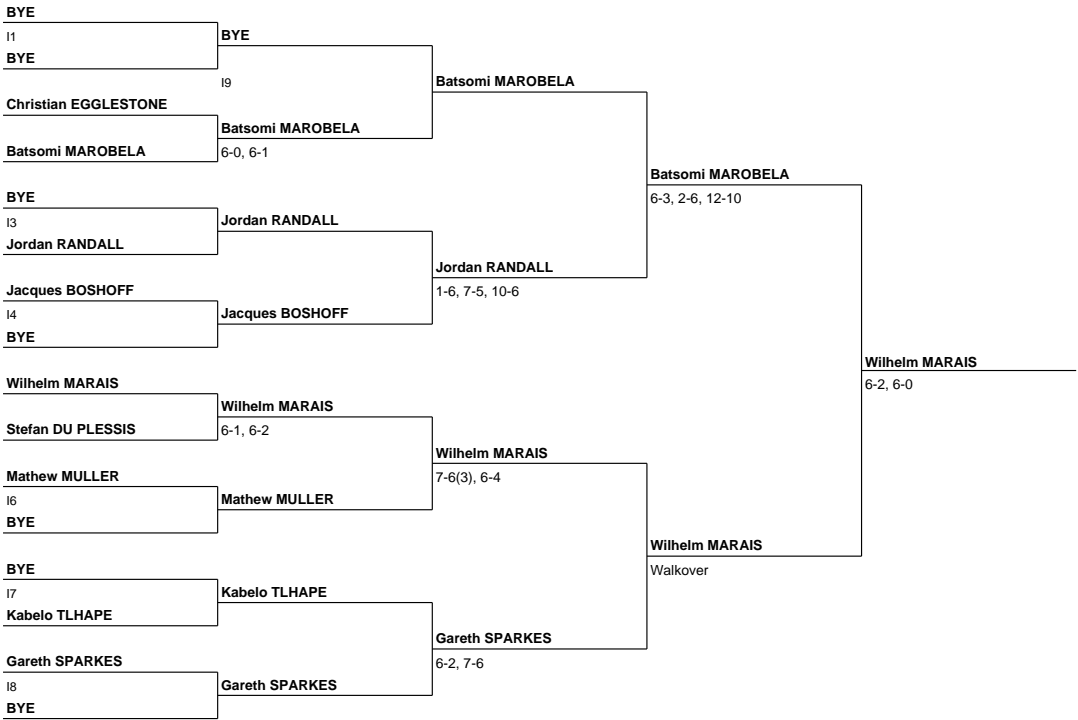 BYE
I1
BYE
BYE
I9
Christian EGGLESTONE
Batsomi MAROBELA
Batsomi MAROBELA
6-0, 6-1
Batsomi MAROBELA
BYE
I3
Jordan RANDALL
Jordan RANDALL
Jacques BOSHOFF
I4
BYE
Jacques BOSHOFF
Jordan RANDALL
1-6, 7-5, 10-6
Batsomi MAROBELA
6-3, 2-6, 12-10
Wilhelm MARAIS
Stefan DU PLESSIS
Wilhelm MARAIS
6-1, 6-2
Mathew MULLER
I6
BYE
Mathew MULLER
Wilhelm MARAIS
7-6(3), 6-4
BYE
I7
Kabelo TLHAPE
Kabelo TLHAPE
Gareth SPARKES
I8
BYE
Gareth SPARKES
Gareth SPARKES
6-2, 7-6
Wilhelm MARAIS
Walkover
Wilhelm MARAIS
6-2, 6-0